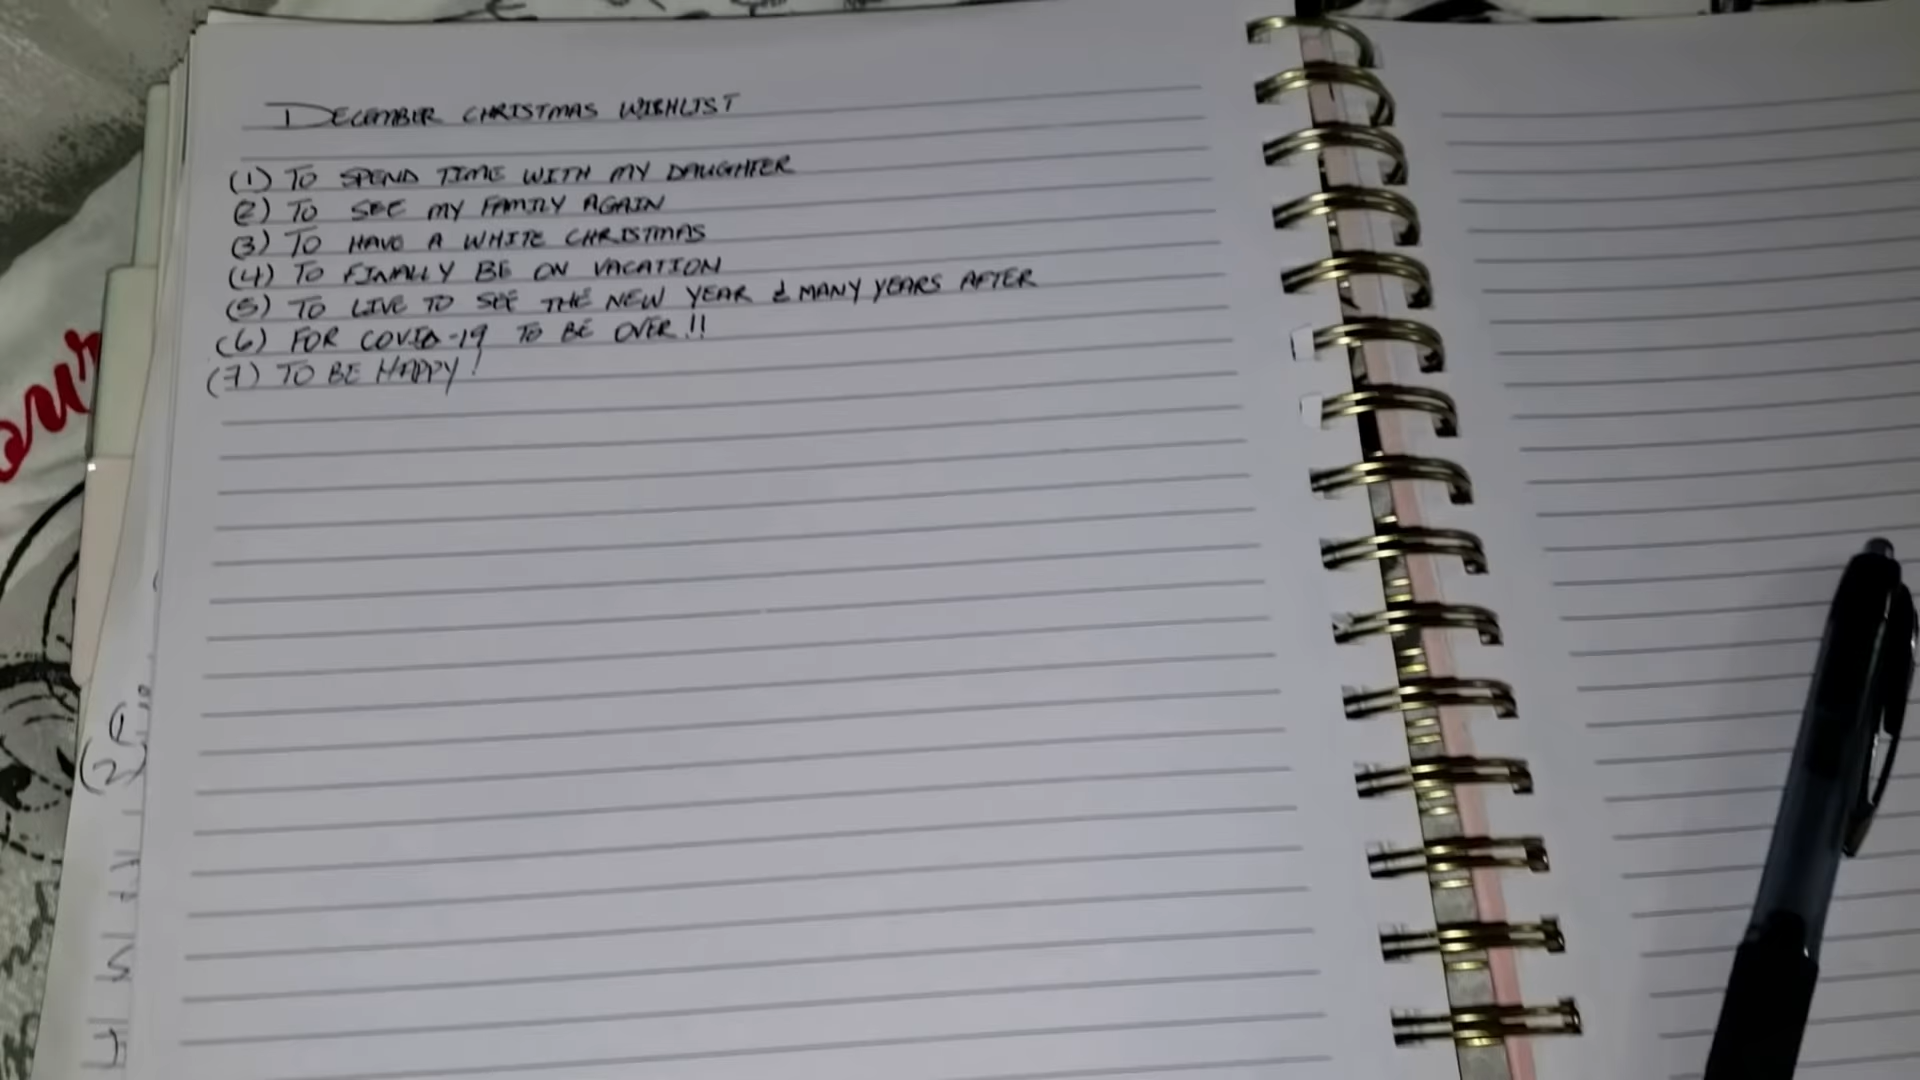 DECEMBER CHRISTMAS WISHLIST
(1) TO SPEND TIME WITH MY DAUGHTER
(2) TO SEE MY FAMILY AGAIN
(3) TO HAVE A WHITE CHRISTMAS
(4) TO FINALLY BE ON VACATION
(5) TO LIVE TO SEE THE NEW YEAR & MANY YEARS AFTER
(6) FOR COVID-19 TO BE OVER!!
(7) TO BE HAPPY!
(2)